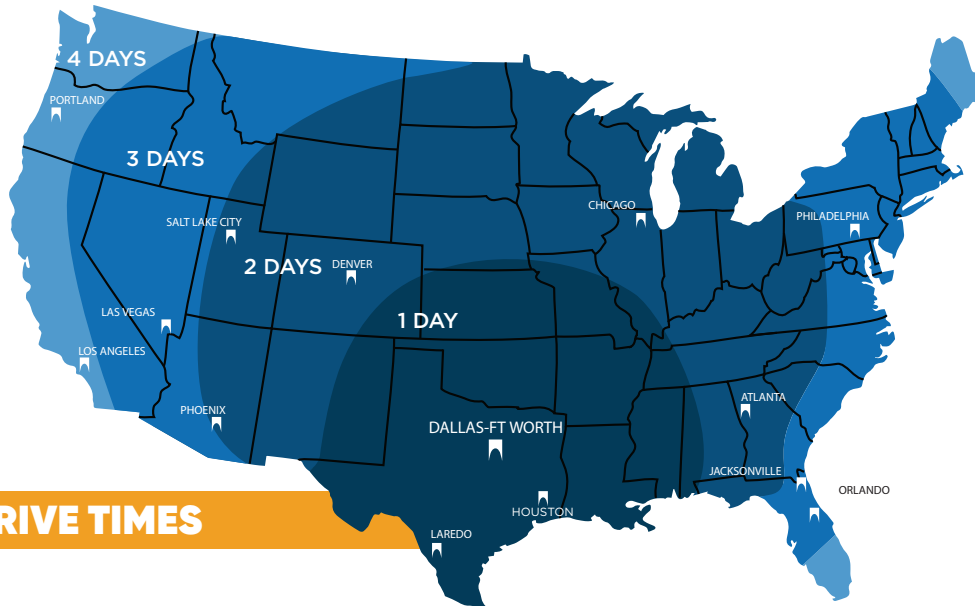 4 DAYS
PORTLAND
3 DAYS
SALT LAKE CITY
2 DAYS
DENVER
CHICAGO
PHILADELPHIA
1 DAY
LAS VEGAS
LOS ANGELES
PHOENIX
DALLAS-FT WORTH
ATLANTA
JACKSONVILLE
ORLANDO
HOUSTON
RIVE TIMES
LAREDO